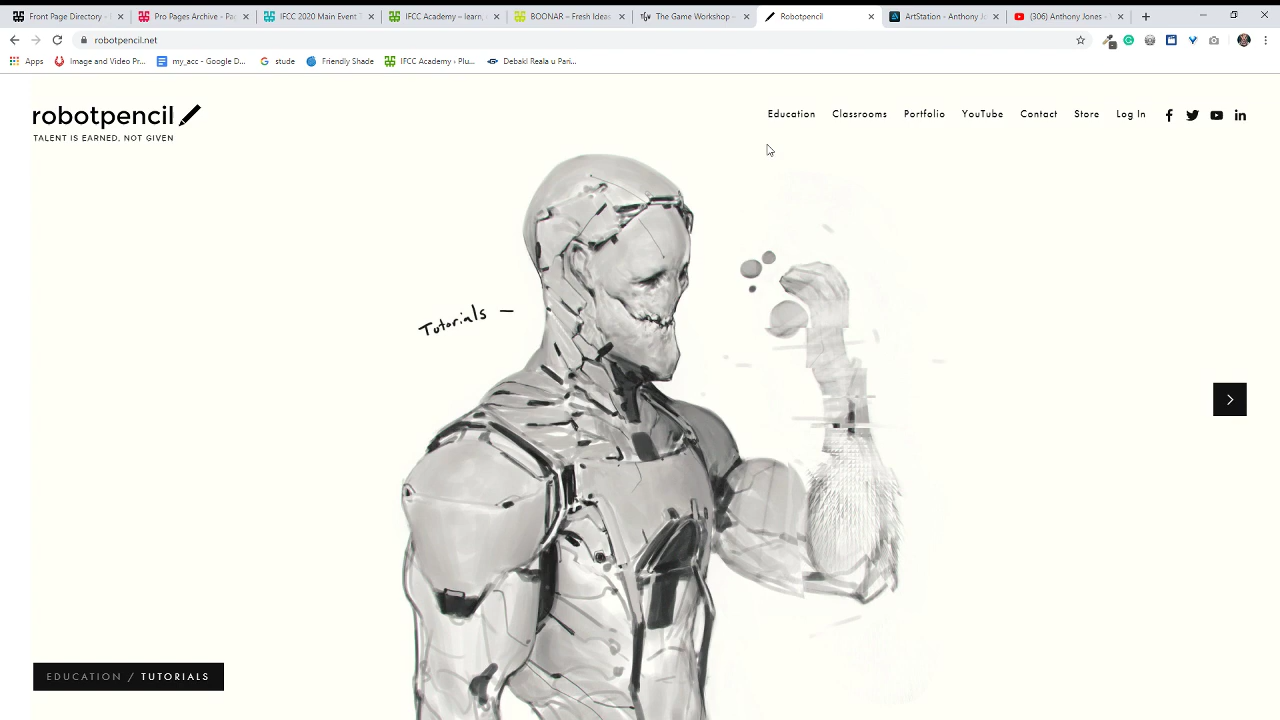 Front Page Directory –
Pro Pages Archive - Pa
IFCC 2020 Main Event T
IFCC Academy – learn,
BOONAR – Fresh Ideas
The Game Workshop –
Robotpencil
ArtStation - Anthony Jo
(306) Anthony Jones -
robotpencil.net
Apps
Image and Video Pr...
my_acc - Google D...
stude
Friendly Shade
IFCC Academy › Plu...
Debakl Reala u Pari...
robotpencil
TALENT IS EARNED, NOT GIVEN
Education
Classrooms
Portfolio
YouTube
Contact
Store
Log In
Tutorials —
EDUCATION / TUTORIALS